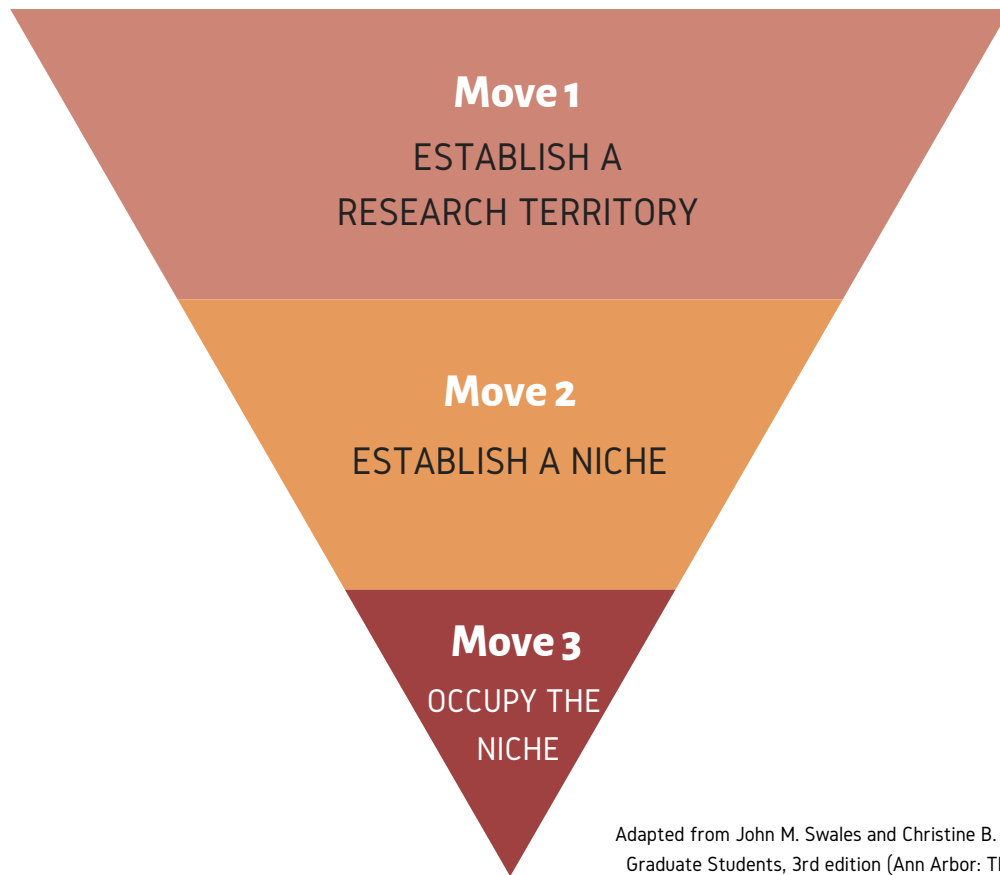 Move 1
ESTABLISH A
RESEARCH TERRITORY
Move 2
ESTABLISH A NICHE
Move 3
OCCUPY THE
NICHE
Adapted from John M. Swales and Christine B.
Graduate Students, 3rd edition (Ann Arbor: